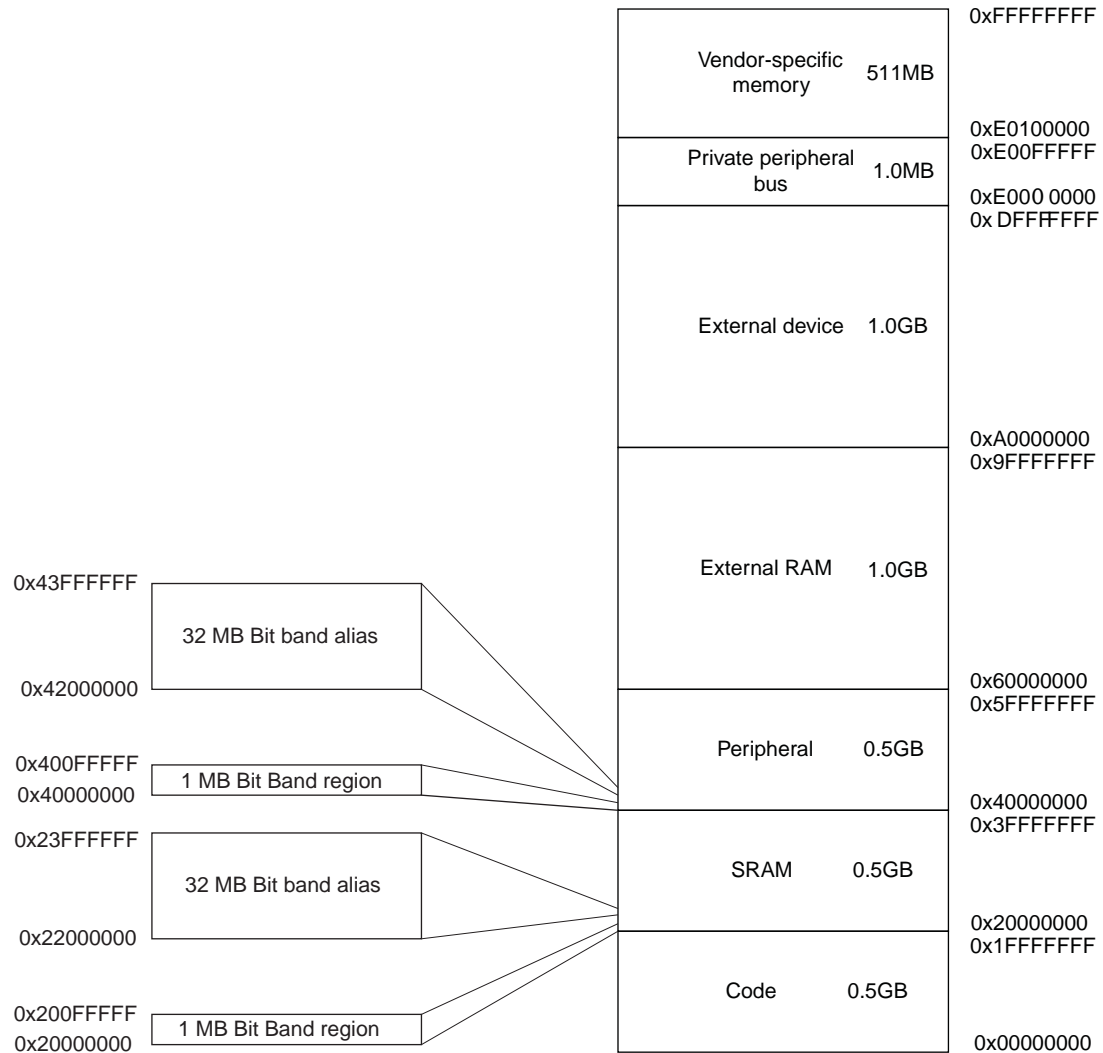 0xFFFFFFFF
Vendor-specific
memory
511MB
0xE0100000
0xE00FFFFF
Private peripheral
bus
1.0MB
0xE000 0000
0x DFFFFFFF
External device
1.0GB
0xA0000000
0x9FFFFFFF
External RAM
1.0GB
0x60000000
0x5FFFFFFF
Peripheral
0.5GB
0x40000000
0x3FFFFFFF
SRAM
0.5GB
0x20000000
0x1FFFFFFF
Code
0.5GB
0x00000000
0x43FFFFFF
32 MB Bit band alias
0x42000000
0x400FFFFF
1 MB Bit Band region
0x40000000
0x23FFFFFF
32 MB Bit band alias
0x22000000
0x200FFFFF
1 MB Bit Band region
0x20000000